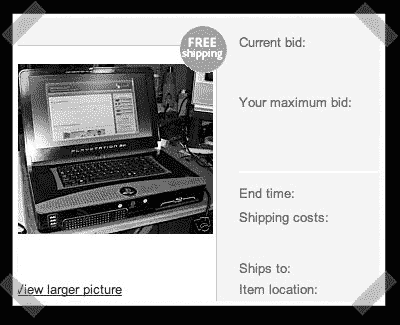 FREE
shipping
Current bid:
Your maximum bid:
PLAYSTATION
End time:
Shipping costs:
Ships to:
Item location:
View larger picture